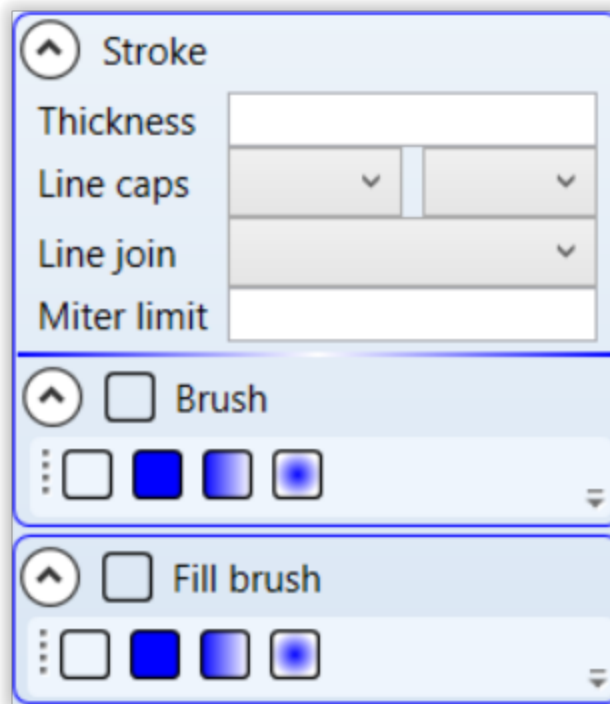 Stroke
Thickness
Line caps
Line join
Miter limit
Brush
Fill brush